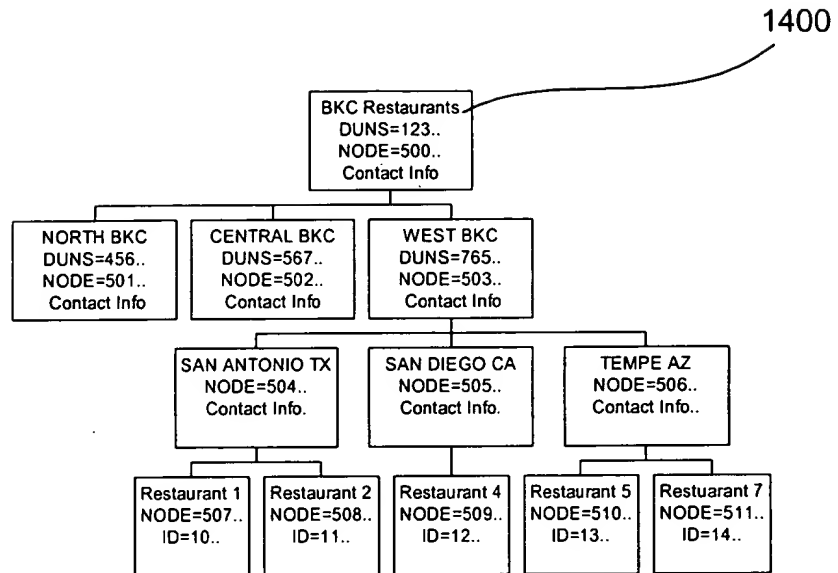 1400
BKC Restaurants
DUNS=123..
NODE=500..
Contact Info
NORTH BKC
DUNS=456..
NODE=501..
Contact Info
CENTRAL BKC
DUNS=567..
NODE=502..
Contact Info
WEST BKC
DUNS=765..
NODE=503..
Contact Info
SAN ANTONIO TX
NODE=504..
Contact Info.
SAN DIEGO CA
NODE=505..
Contact Info.
TEMPE AZ
NODE=506..
Contact Info..
Restaurant 1
NODE=507..
ID=10..
Restaurant 2
NODE=508..
ID=11..
Restaurant 4
NODE=509..
ID=12..
Restaurant 5
NODE=510..
ID=13..
Restuarant 7
NODE=511..
ID=14..